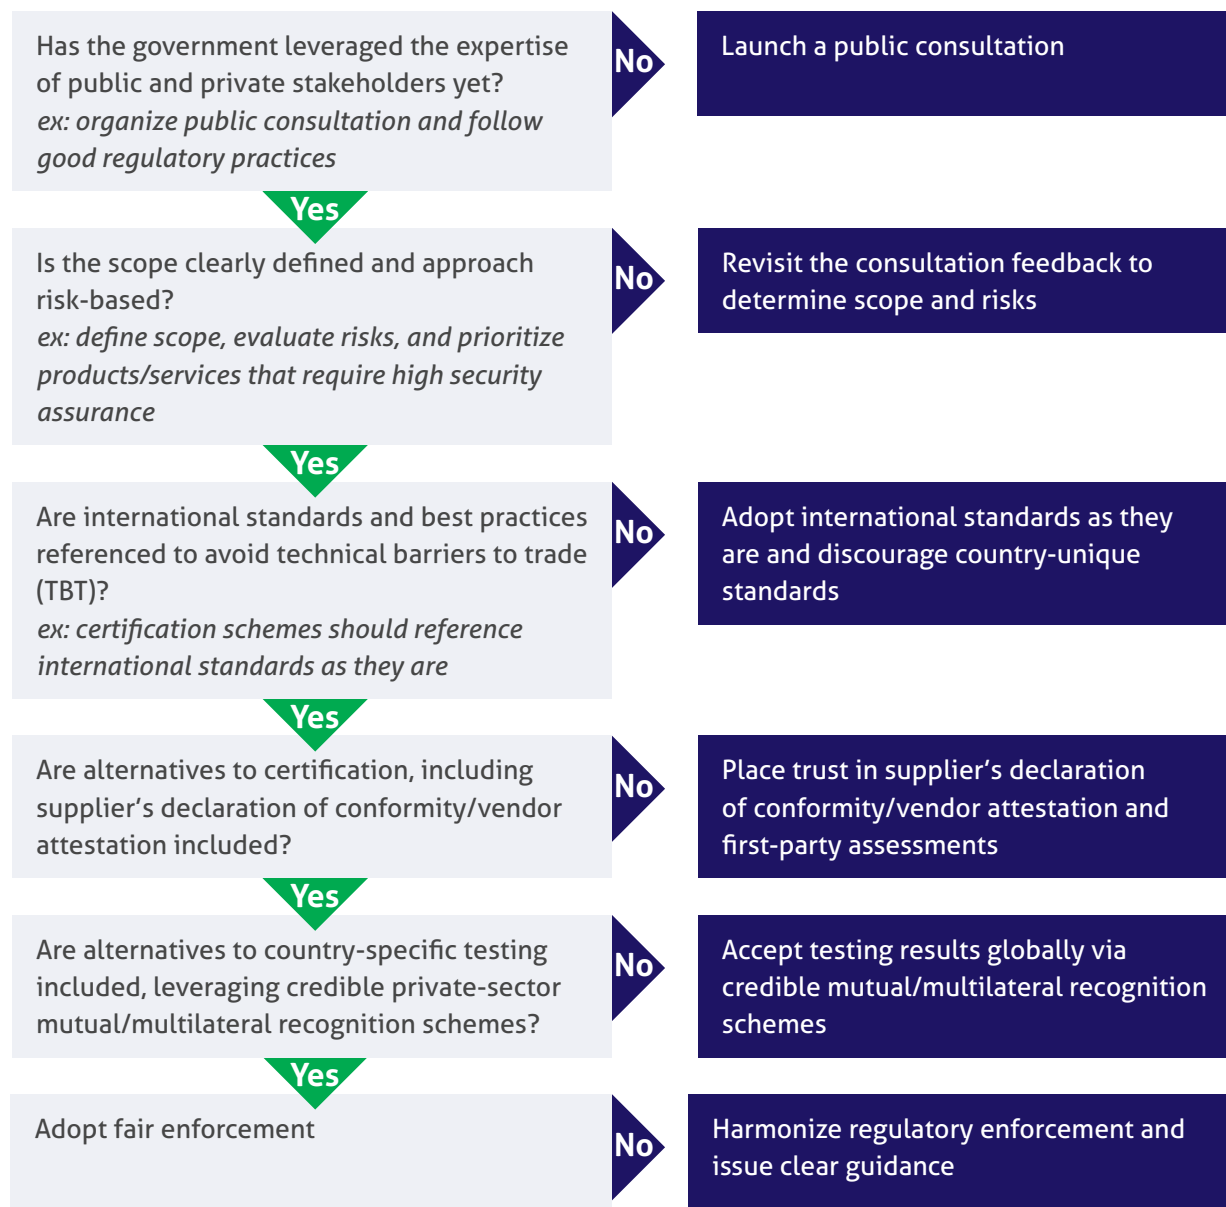 Has the government leveraged the expertise
of public and private stakeholders yet?
ex: organize public consultation and follow
good regulatory practices
No
Launch a public consultation
Yes
Is the scope clearly defined and approach
risk-based?
ex: define scope, evaluate risks, and prioritize
products/services that require high security
assurance
No
Revisit the consultation feedback to
determine scope and risks
Yes
Are international standards and best practices
referenced to avoid technical barriers to trade
(TBT)?
ex: certification schemes should reference
international standards as they are
No
Adopt international standards as they
are and discourage country-unique
standards
Yes
Are alternatives to certification, including
supplier’s declaration of conformity/vendor
attestation included?
No
Place trust in supplier’s declaration
of conformity/vendor attestation and
first-party assessments
Yes
Are alternatives to country-specific testing
included, leveraging credible private-sector
mutual/multilateral recognition schemes?
No
Accept testing results globally via
credible mutual/multilateral recognition
schemes
Yes
Adopt fair enforcement
No
Harmonize regulatory enforcement and
issue clear guidance